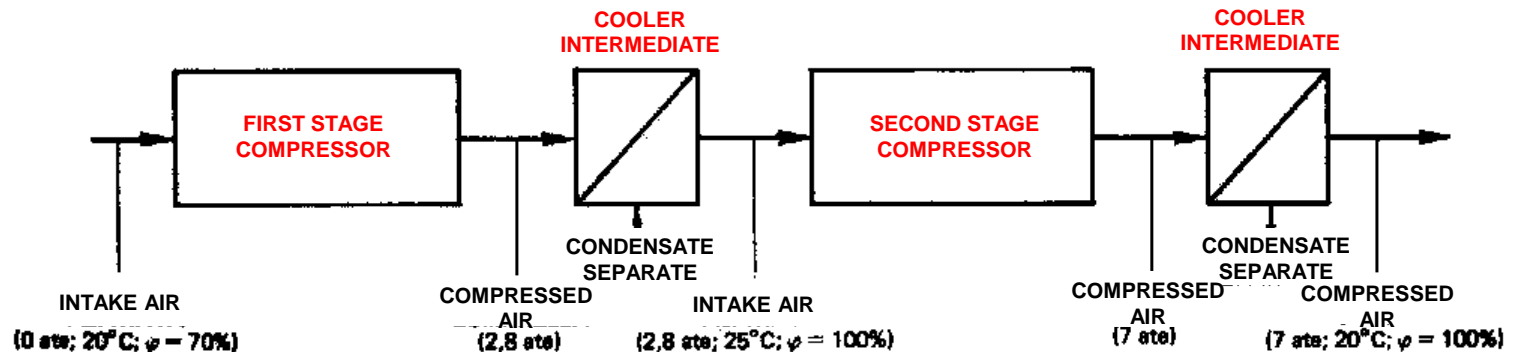 COOLER
INTERMEDIATE
COOLER
INTERMEDIATE
FIRST STAGE
COMPRESSOR
SECOND STAGE
COMPRESSOR
CONDENSATE
SEPARATE
CONDENSATE
SEPARATE
INTAKE AIR
(0 ate; 20°C; φ = 70%)
COMPRESSED
AIR
(2,8 ate)
INTAKE AIR
(2,8 ate; 25°C; φ = 100%)
COMPRESSED
AIR
(7 ate)
COMPRESSED
AIR
(7 ate; 20°C; φ = 100%)